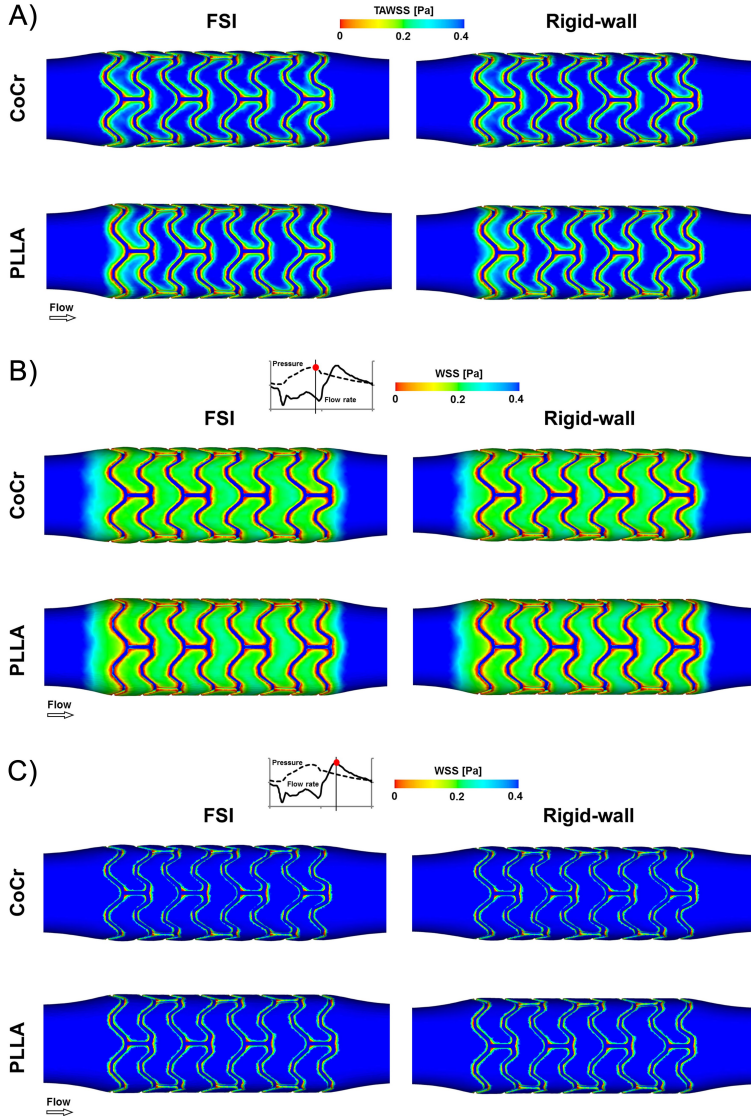 A)
FSI
TAWSS [Pa]
0
0.2
0.4
Rigid-wall
CoCr
PLLA
Flow
B)
Pressure
Flow rate
WSS [Pa]
0
0.2
0.4
FSI
Rigid-wall
CoCr
PLLA
Flow
C)
Pressure
Flow rate
WSS [Pa]
0
0.2
0.4
FSI
Rigid-wall
CoCr
PLLA
Flow